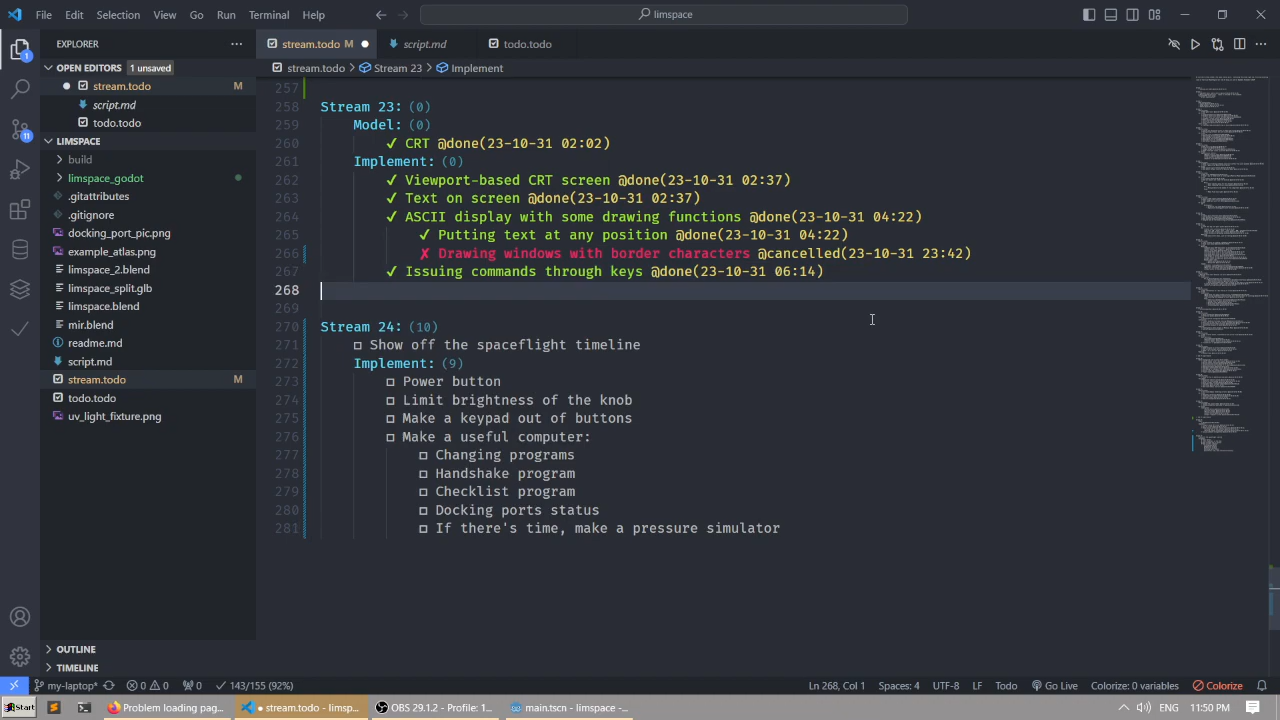 File Edit Selection View Go Run Terminal Help
limspace
EXPLORER
stream.todo M
script.md
todo.todo
OPEN EDITORS 1 unsaved
stream.todo M
script.md
todo.todo
LIMSPACE
build
limspace_godot
.gitattributes
.gitignore
docking_port_pic.png
example_atlas.png
limspace_2.blend
limspace_split.glb
limspace.blend
mir.blend
readme.md
script.md
stream.todo M
todo.todo
uv_light_fixture.png
OUTLINE
TIMELINE
stream.todo > Stream 23: > Implement:
257
258 Stream 23: (0)
259 Model: (0)
260 ✔ CRT @done(23-10-31 02:02)
261 Implement: (0)
262 ✔ Viewport-based CRT screen @done(23-10-31 02:37)
263 ✔ Text on screen @done(23-10-31 02:37)
264 ✔ ASCII display with some drawing functions @done(23-10-31 04:22)
265 ✔ Putting text at any position @done(23-10-31 04:22)
266 ✘ Drawing windows with border characters @cancelled(23-10-31 23:42)
267 ✔ Issuing commands through keys @done(23-10-31 06:14)
268
269
270 Stream 24: (10)
271 ☐ Show off the spaceflight timeline
272 Implement: (9)
273 ☐ Power button
274 ☐ Limit brightness of the knob
275 ☐ Make a keypad out of buttons
276 ☐ Make a useful computer:
277 ☐ Changing programs
278 ☐ Handshake program
279 ☐ Checklist program
280 ☐ Docking ports status
281 ☐ If there's time, make a pressure simulator
my-laptop* 0 0 0 143/155 (92%)
Ln 268, Col 1 Spaces: 4 UTF-8 LF Todo Go Live Colorize: 0 variables Colorize
Start Problem loading pag... stream.todo - limsp... OBS 29.1.2 - Profile: 1... main.tscn - limspace -... ENG 11:50 PM